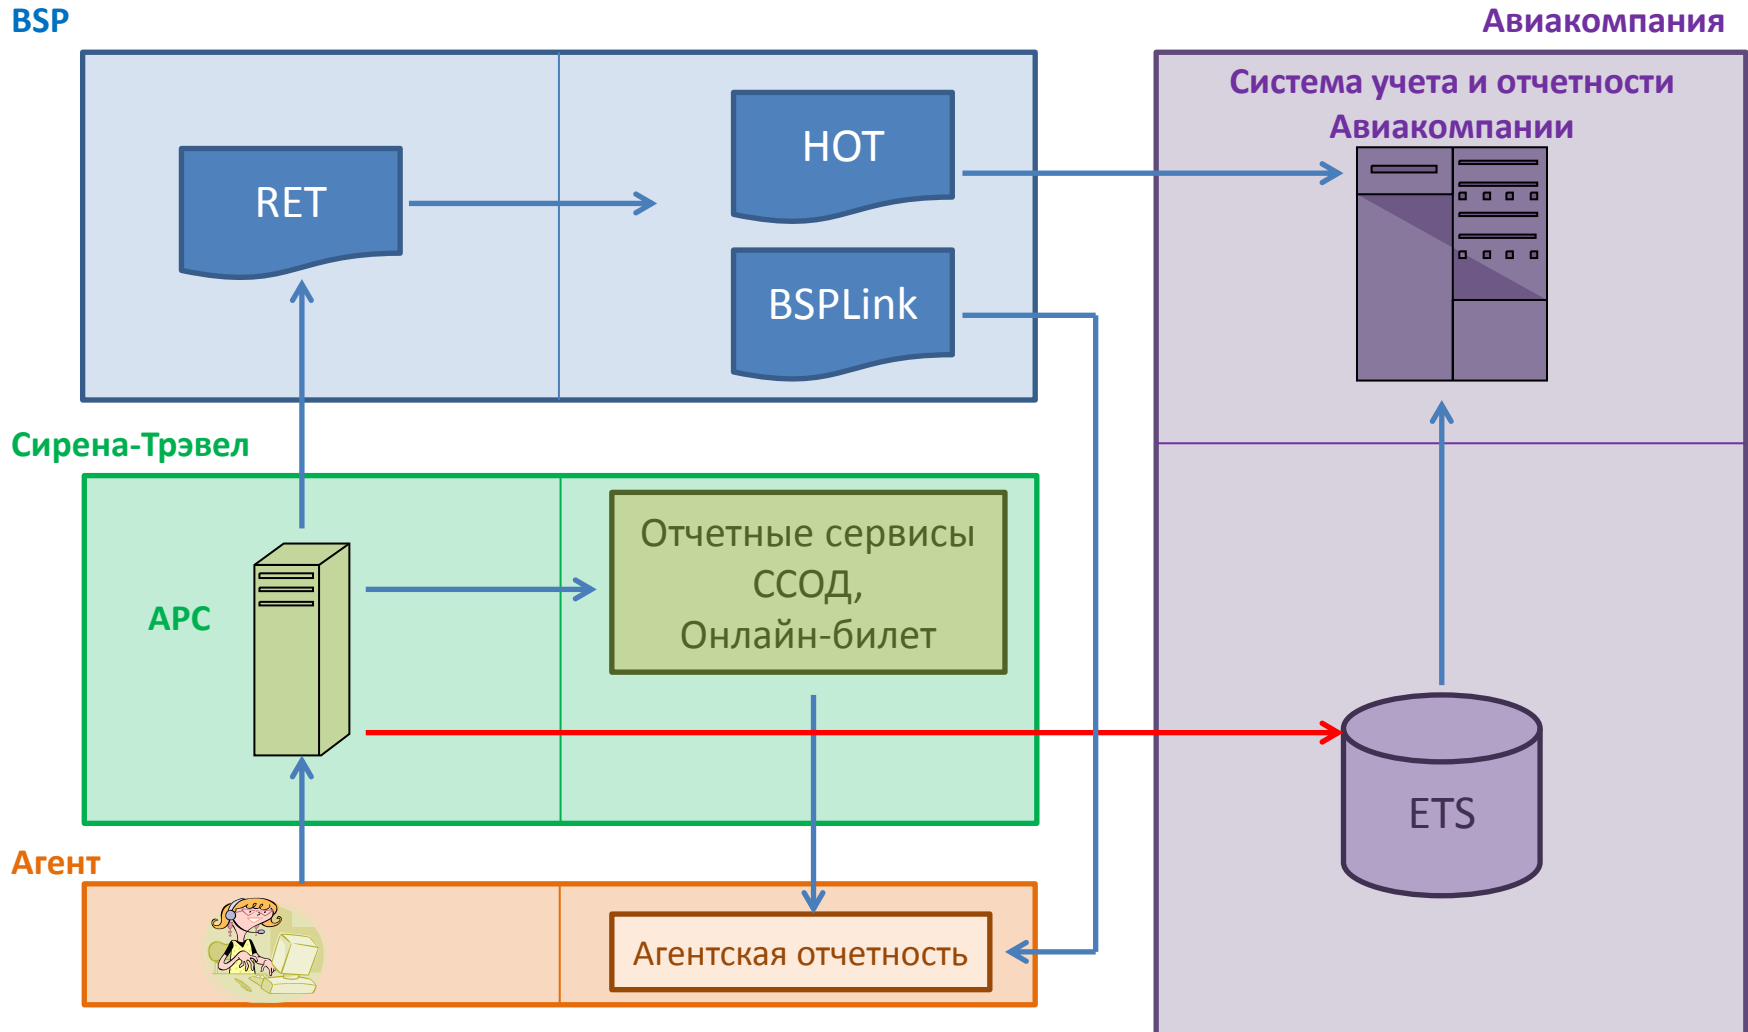 BSP
Авиакомпания
Система учета и отчетности
Авиакомпании
RET
HOT
BSPLink
Сирена-Трэвел
АРС
Отчетные сервисы
ССОД,
Онлайн-билет
ETS
Агент
Агентская отчетность